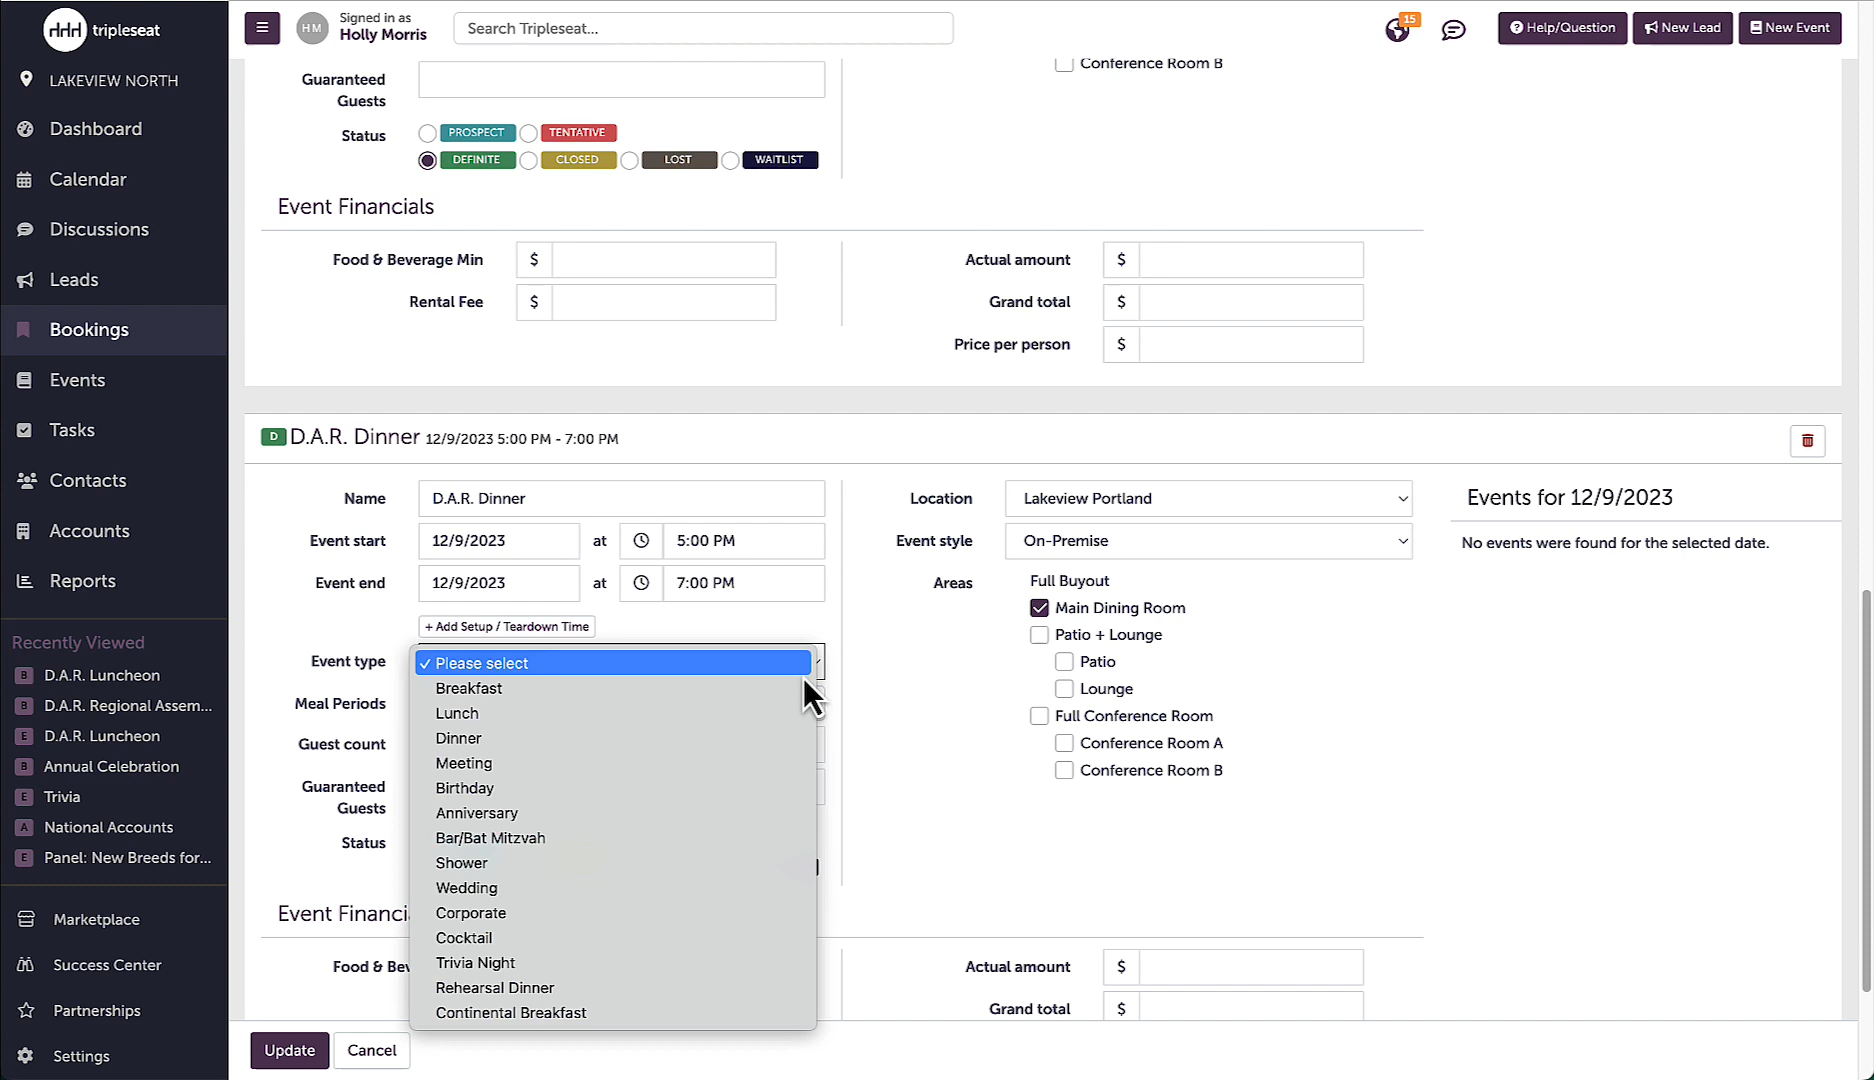 tripleseat
LAKEVIEW NORTH
Dashboard
Calendar
Discussions
Leads
Bookings
Events
Tasks
Contacts
Accounts
Reports
Recently Viewed
B D.A.R. Luncheon
B D.A.R. Regional Assem...
E D.A.R. Luncheon
B Annual Celebration
E Trivia
A National Accounts
E Panel: New Breeds for...
Marketplace
Success Center
Partnerships
Settings
HM
Signed in as
Holly Morris
Search Tripleseat...
15
Help/Question
New Lead
New Event
Guaranteed
Guests
Conference Room B
Status
PROSPECT TENTATIVE
DEFINITE CLOSED LOST WAITLIST
Event Financials
Food & Beverage Min $
Rental Fee $
Actual amount $
Grand total $
Price per person $
D D.A.R. Dinner 12/9/2023 5:00 PM - 7:00 PM
Name D.A.R. Dinner
Event start 12/9/2023 at 5:00 PM
Event end 12/9/2023 at 7:00 PM
+ Add Setup / Teardown Time
Event type
Meal Periods
Guest count
Guaranteed
Guests
Status
Please select
Breakfast
Lunch
Dinner
Meeting
Birthday
Anniversary
Bar/Bat Mitzvah
Shower
Wedding
Corporate
Cocktail
Trivia Night
Rehearsal Dinner
Continental Breakfast
Location Lakeview Portland
Event style On-Premise
Areas
Full Buyout
Main Dining Room
Patio + Lounge
Patio
Lounge
Full Conference Room
Conference Room A
Conference Room B
Events for 12/9/2023
No events were found for the selected date.
Event Financi
Food & Bev
Actual amount $
Grand total $
Update
Cancel